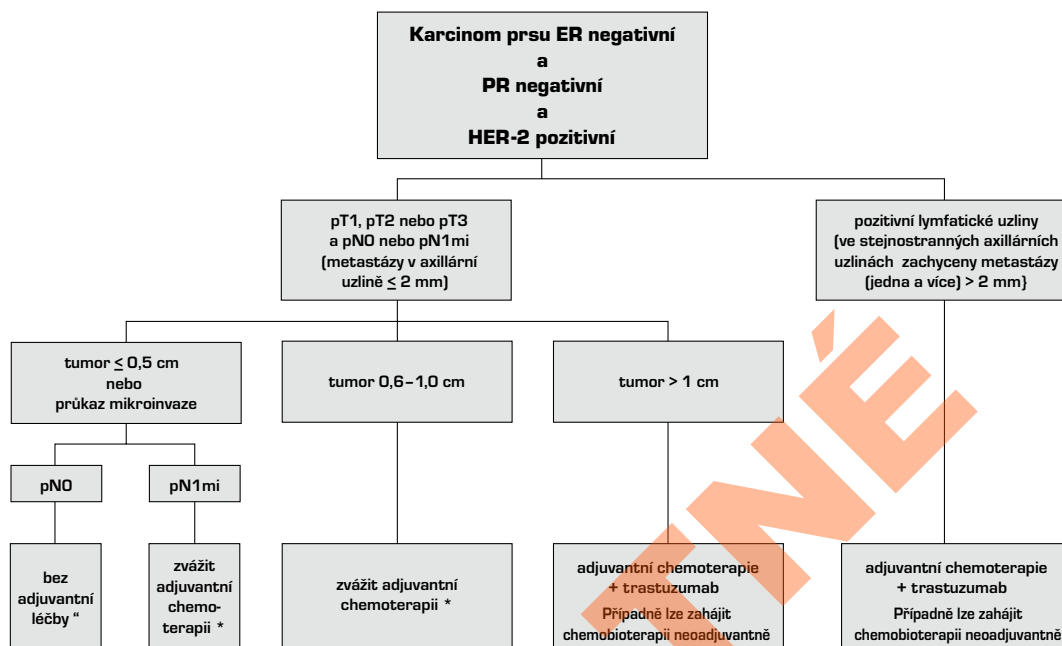 Karcinom prsu ER negativní
a
PR negativní
a
HER-2 pozitivní
pT1, pT2 nebo pT3
a pN0 nebo pN1mi
(metastázy v axillární
uzlině ≤ 2 mm)
pozitivní lymfatické uzliny
(ve stejnostranných axillárních
uzlinách zachyceny metastázy
(jedna a více) > 2 mm}
tumor ≤ 0,5 cm
nebo
průkaz mikroinvaze
tumor 0,6–1,0 cm
tumor > 1 cm
pN0
pN1mi
bez
adjuvantní
léčby “
zvážit
adjuvantní
chemo-
terapii *
zvážit adjuvantní
chemoterapii *
adjuvantní chemoterapie
+ trastuzumab
Případně lze zahájit
chemobioterapii neoadjuvantně
adjuvantní chemoterapie
+ trastuzumab
Případně lze zahájit
chemobioterapii neoadjuvantně
TNÉ